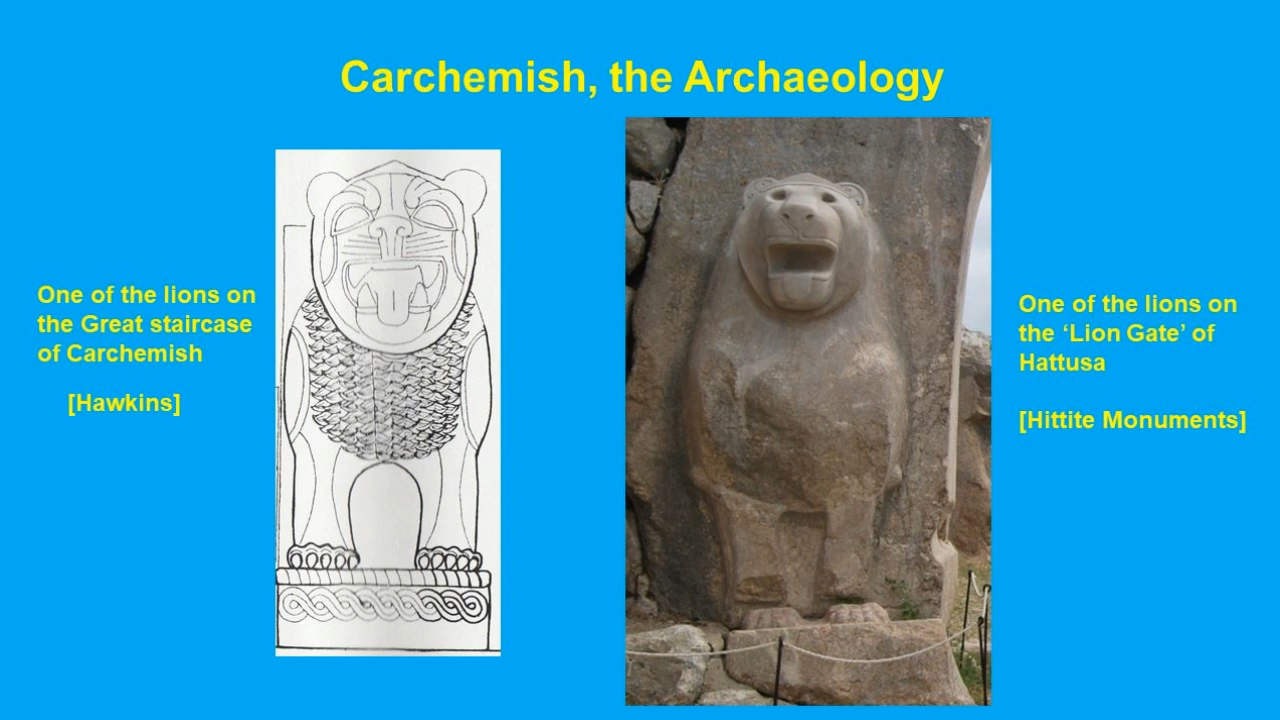 Carchemish, the Archaeology
One of the lions on
the Great staircase
of Carchemish
[Hawkins]
One of the lions on
the ‘Lion Gate’ of
Hattusa
[Hittite Monuments]